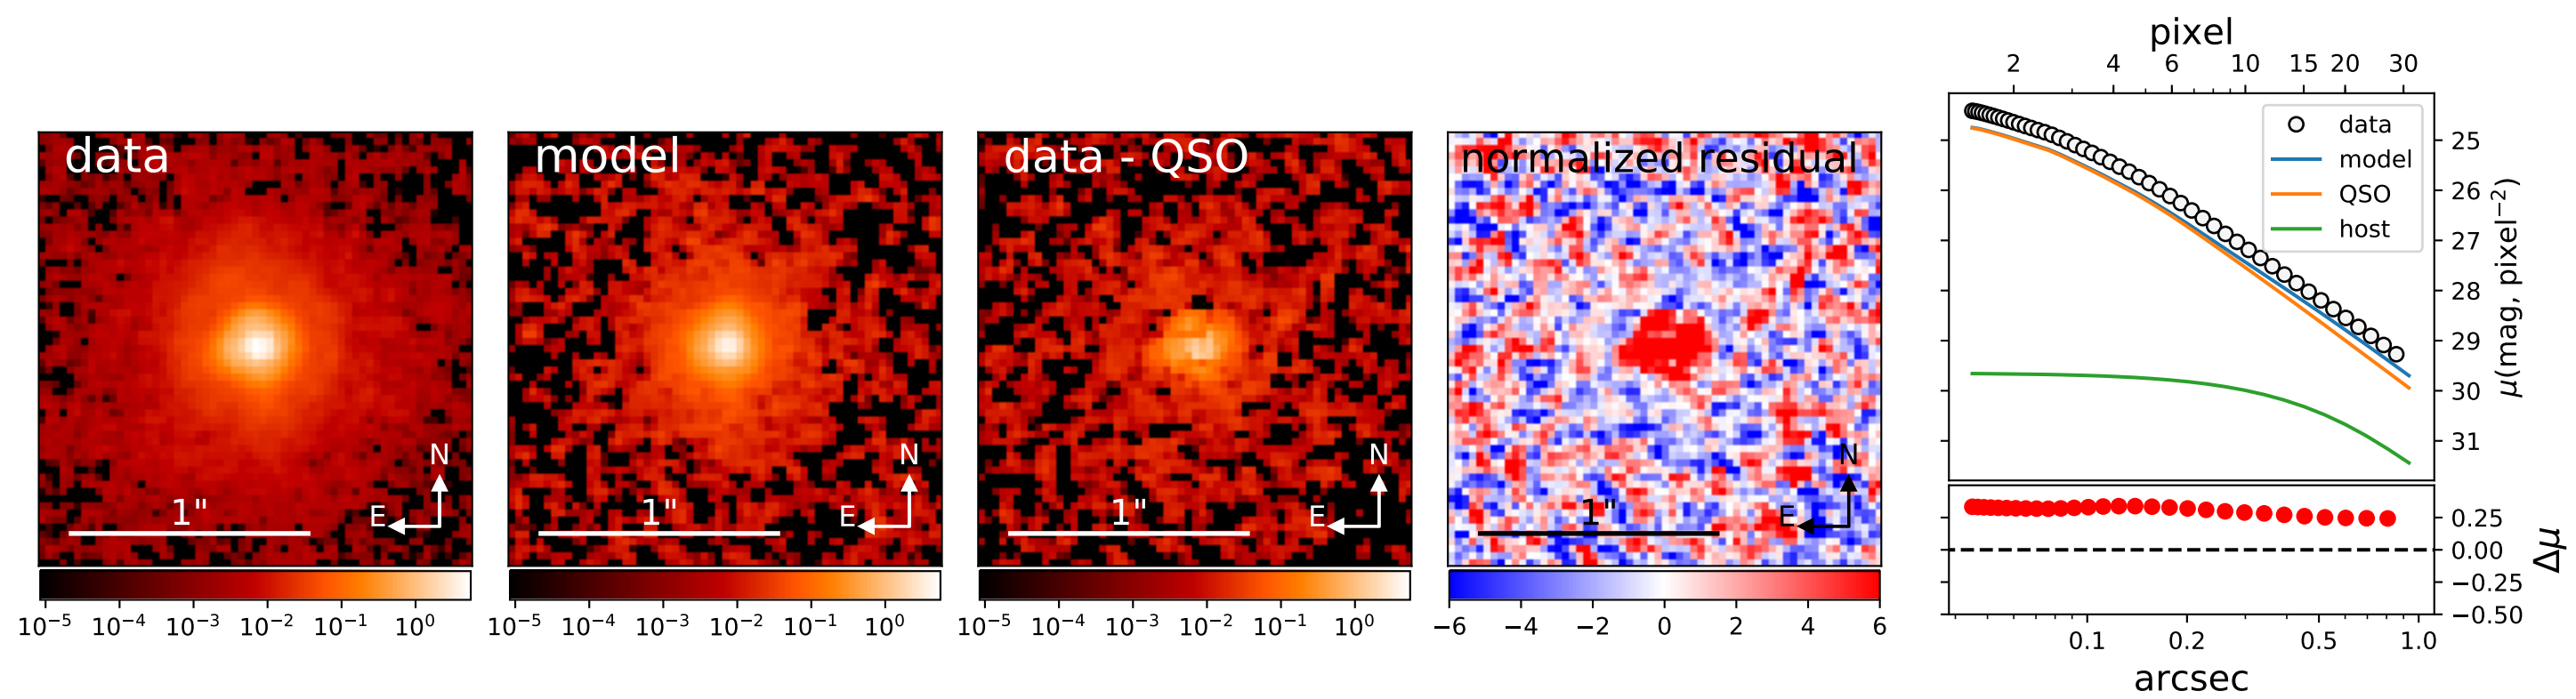 data
model
data - QSO
normalized residual
1"
N
E
1"
N
E
1"
N
E
1"
N
E
10⁻⁵ 10⁻⁴ 10⁻³ 10⁻² 10⁻¹ 10⁰
10⁻⁵ 10⁻⁴ 10⁻³ 10⁻² 10⁻¹ 10⁰
10⁻⁵ 10⁻⁴ 10⁻³ 10⁻² 10⁻¹ 10⁰
−6 −4 −2 0 2 4 6
pixel
2 4 6 10 15 20 30
data
model
QSO
host
25
26
27
28
29
30
31
μ(mag, pixel⁻²)
0.25
0.00
−0.25
−0.50
Δμ
0.1 0.2 0.5 1.0
arcsec